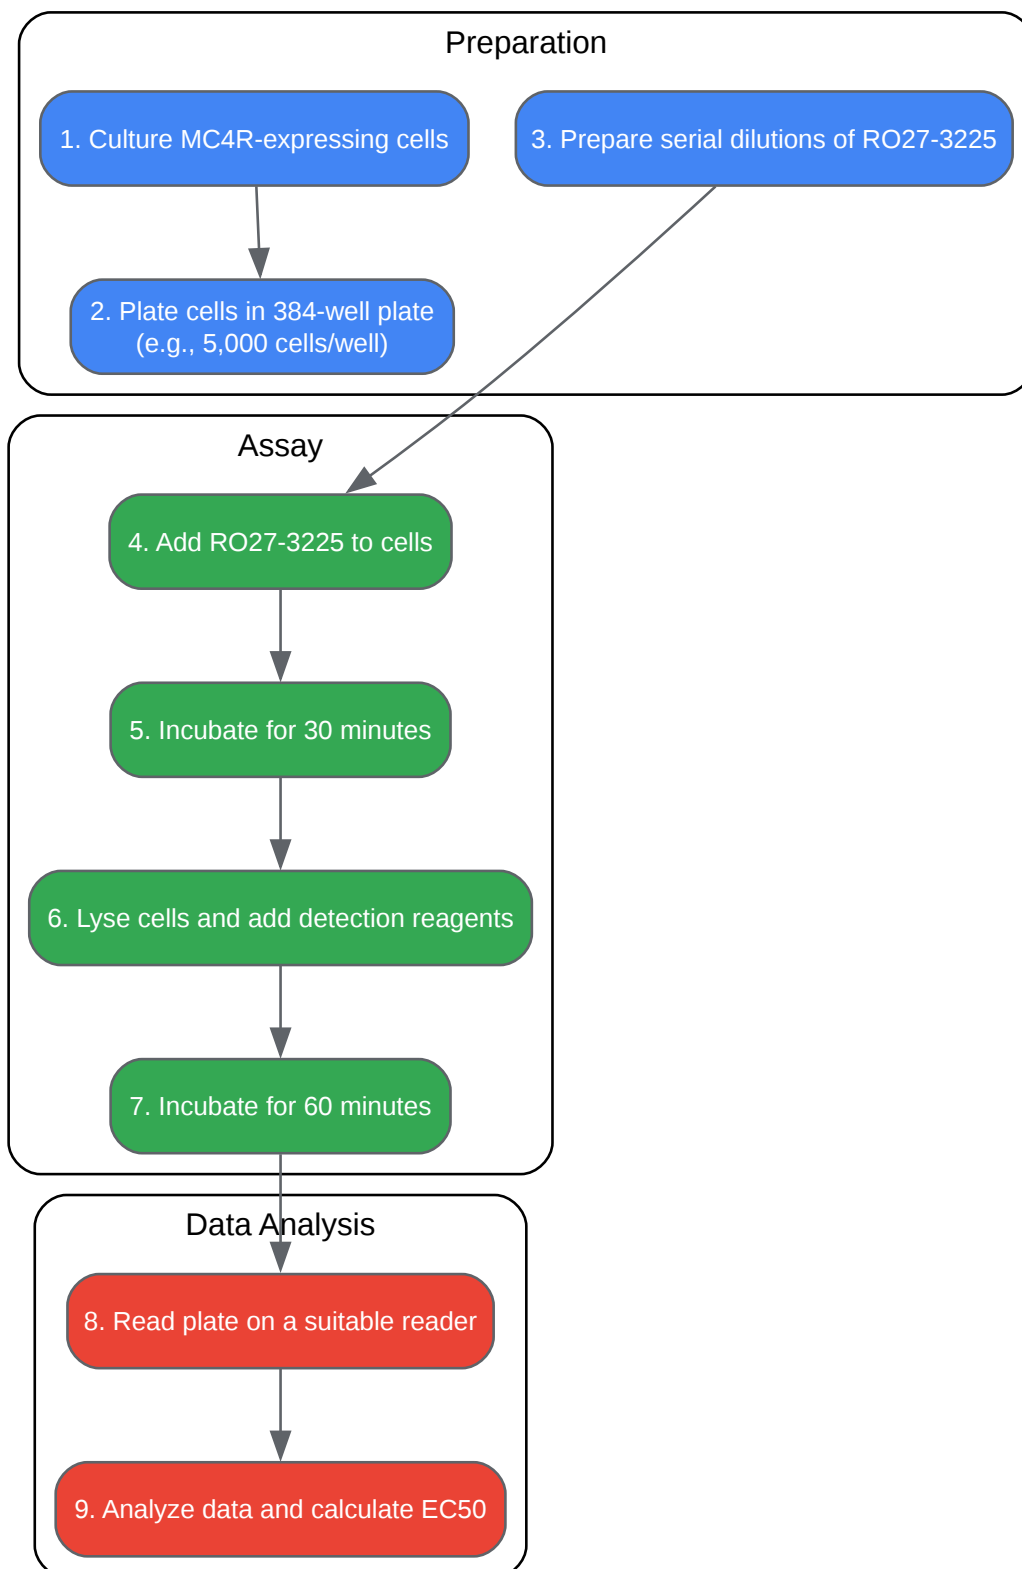 Preparation
1. Culture MC4R-expressing cells
3. Prepare serial dilutions of RO27-3225
2. Plate cells in 384-well plate
(e.g., 5,000 cells/well)
Assay
4. Add RO27-3225 to cells
5. Incubate for 30 minutes
6. Lyse cells and add detection reagents
7. Incubate for 60 minutes
Data Analysis
8. Read plate on a suitable reader
9. Analyze data and calculate EC50